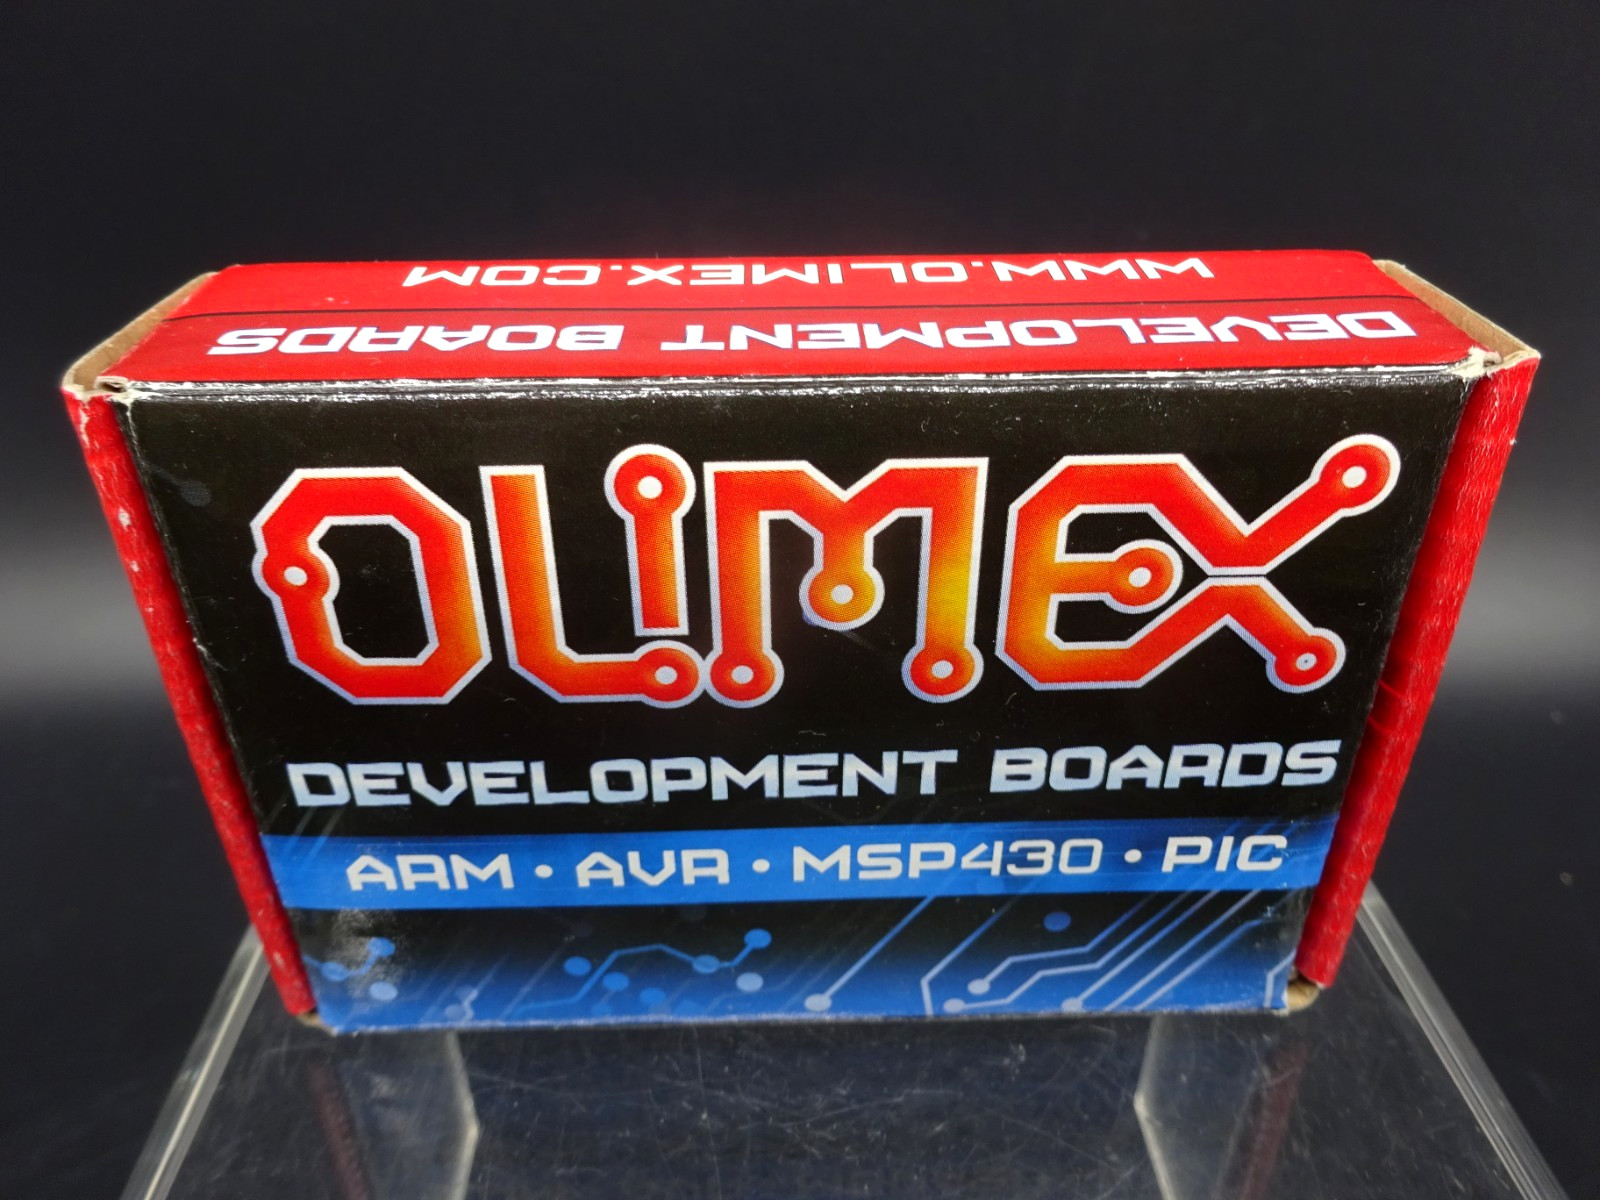 WWW.OLIMEX.COM
DEVELOPMENT BOARDS
OLIMEX
DEVELOPMENT BOARDS
ARM • AVR • MSP430 • PIC